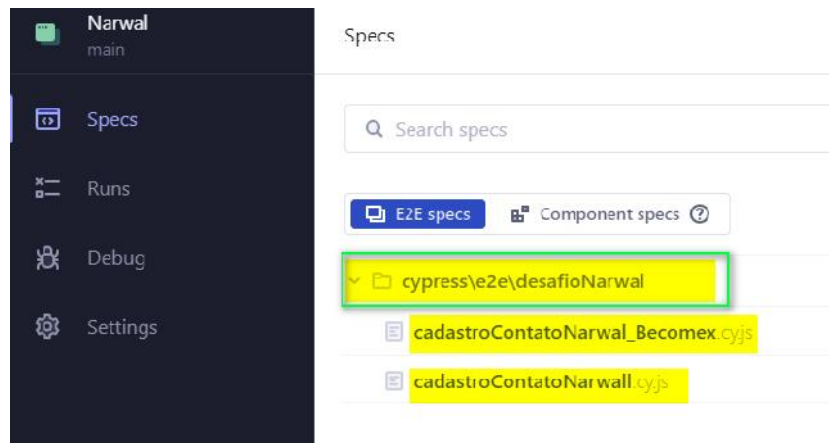 Narwal
main
Specs
Specs
Search specs
Runs
E2E specs
Component specs
Debug
cypress\e2e\desafioNarwal
Settings
cadastroContatoNarwal_Becomex.cy.js
cadastroContatoNarwall.cy.js